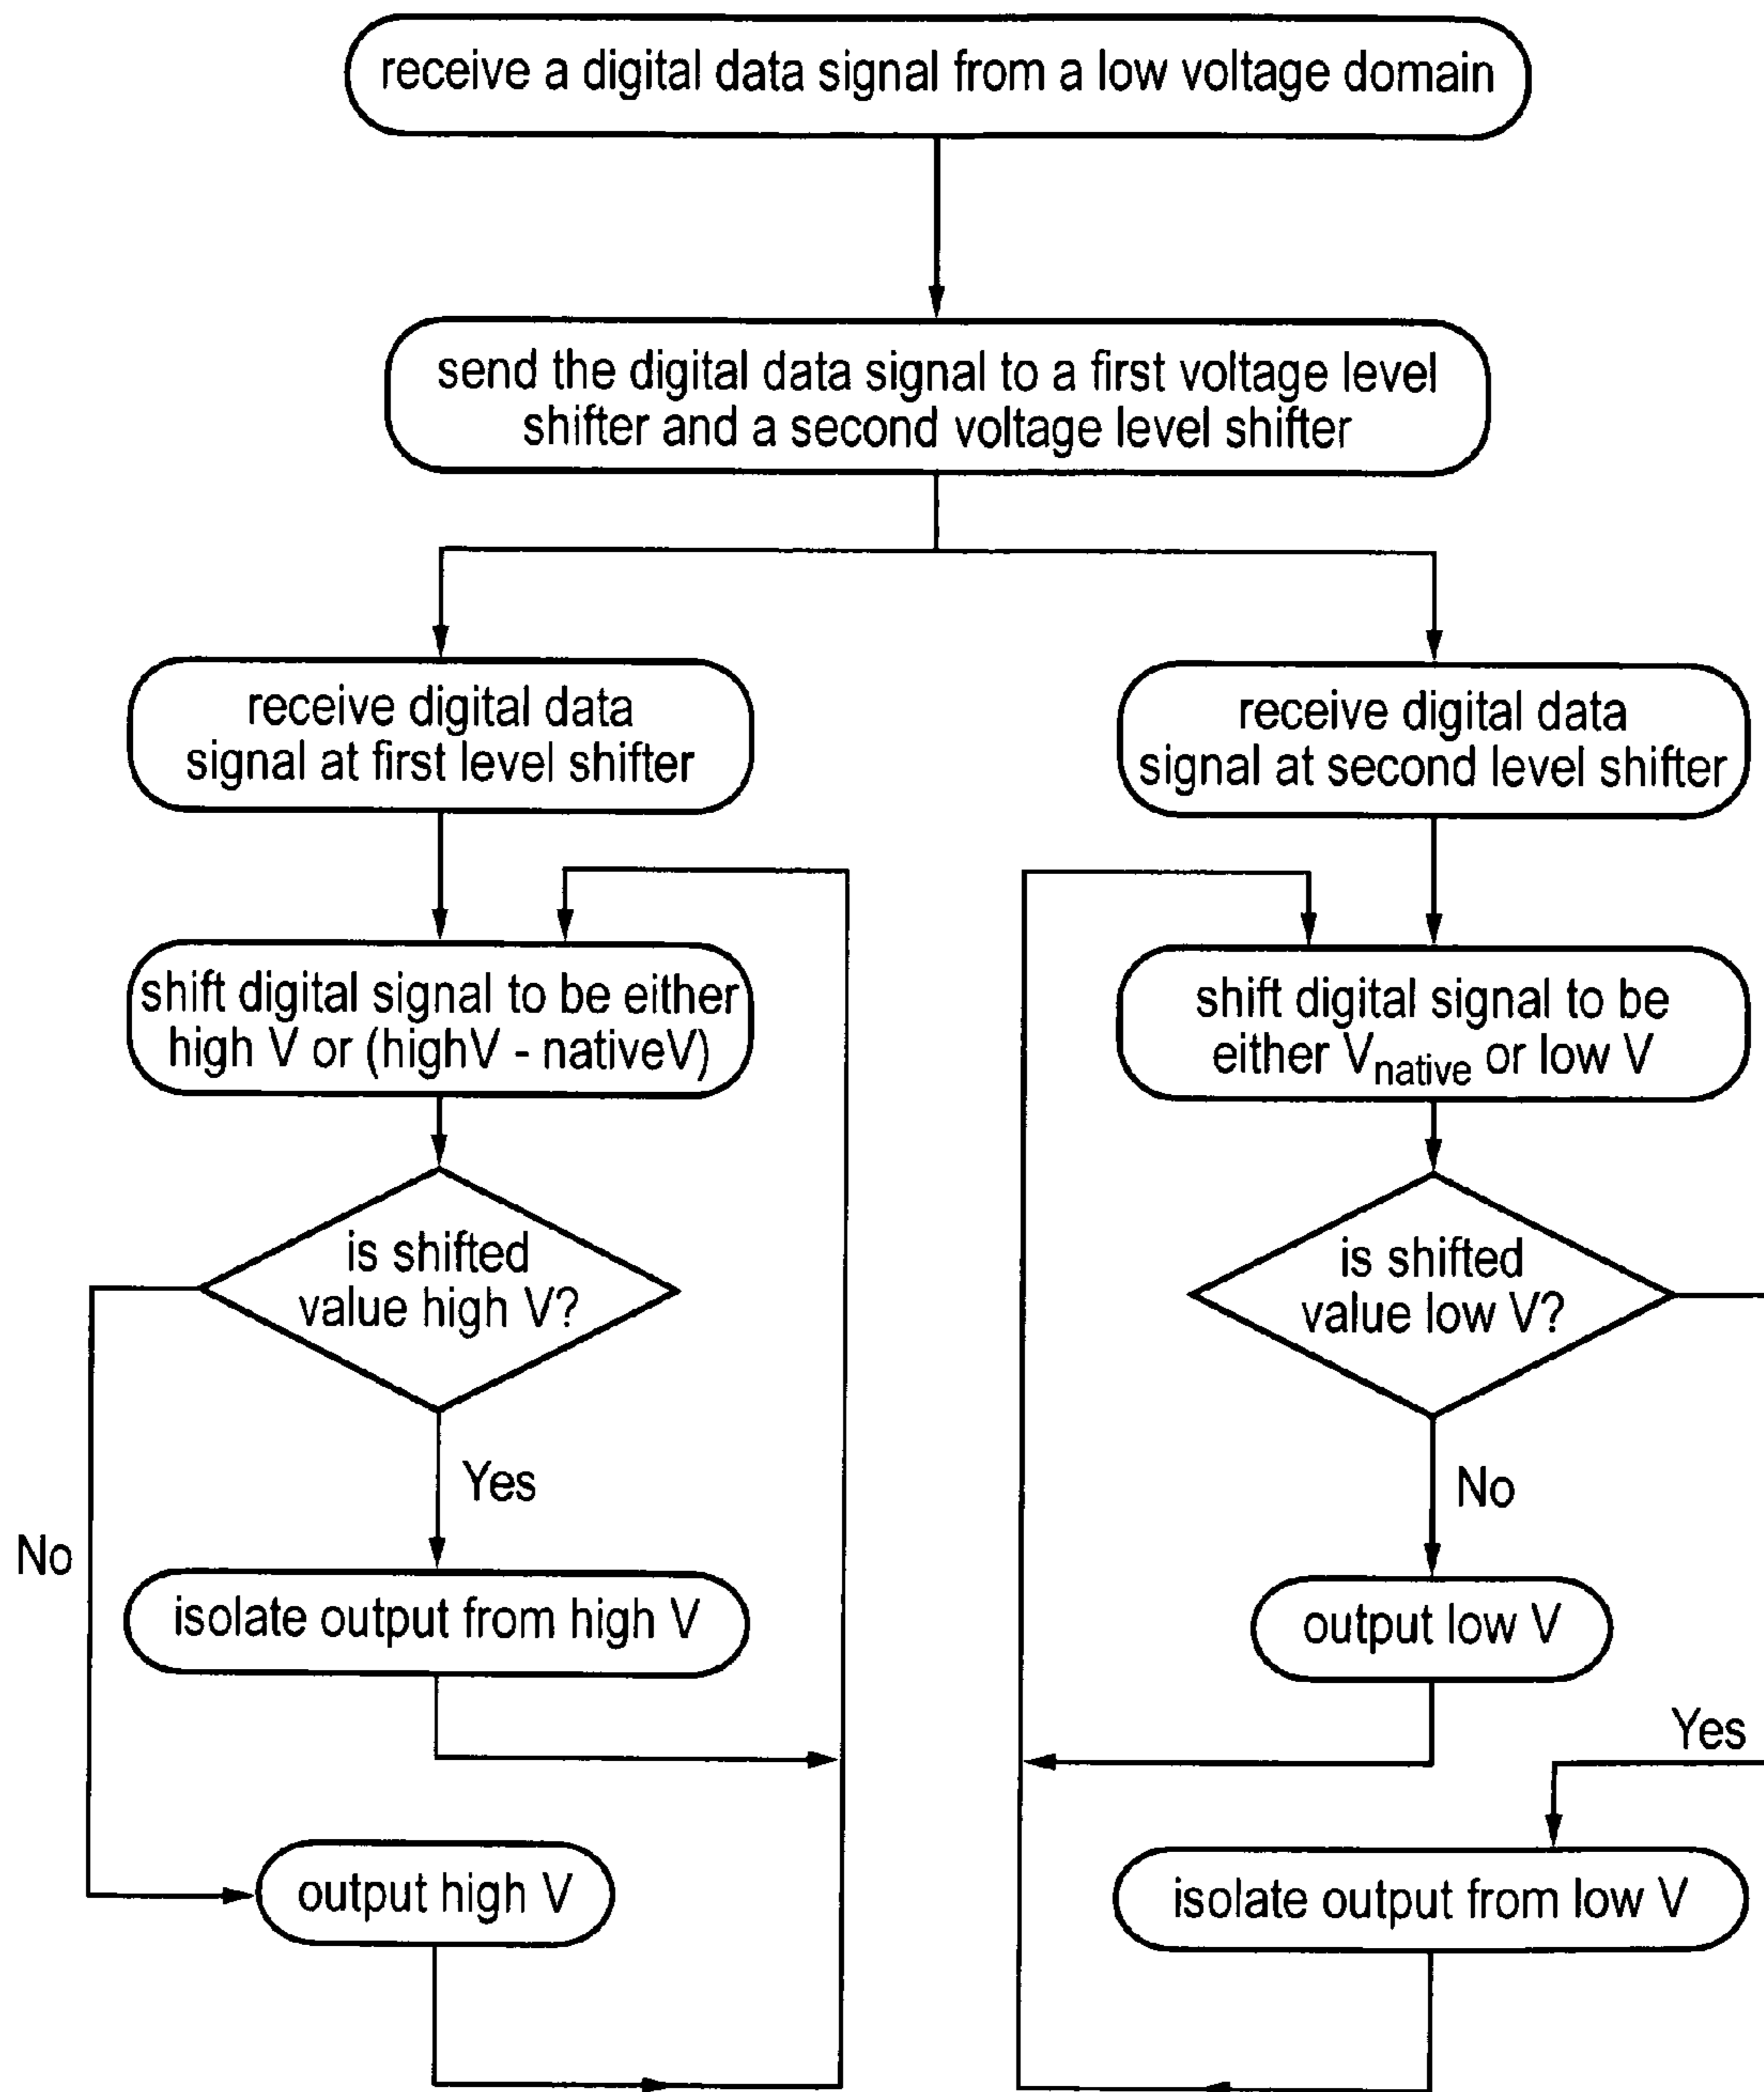 receive a digital data signal from a low voltage domain
send the digital data signal to a first voltage level
shifter and a second voltage level shifter
receive digital data
signal at first level shifter
receive digital data
signal at second level shifter
shift digital signal to be either
high V or (highV - nativeV)
shift digital signal to be
either Vnative or low V
is shifted
value high V?
is shifted
value low V?
Yes
No
No
isolate output from high V
output low V
Yes
output high V
isolate output from low V